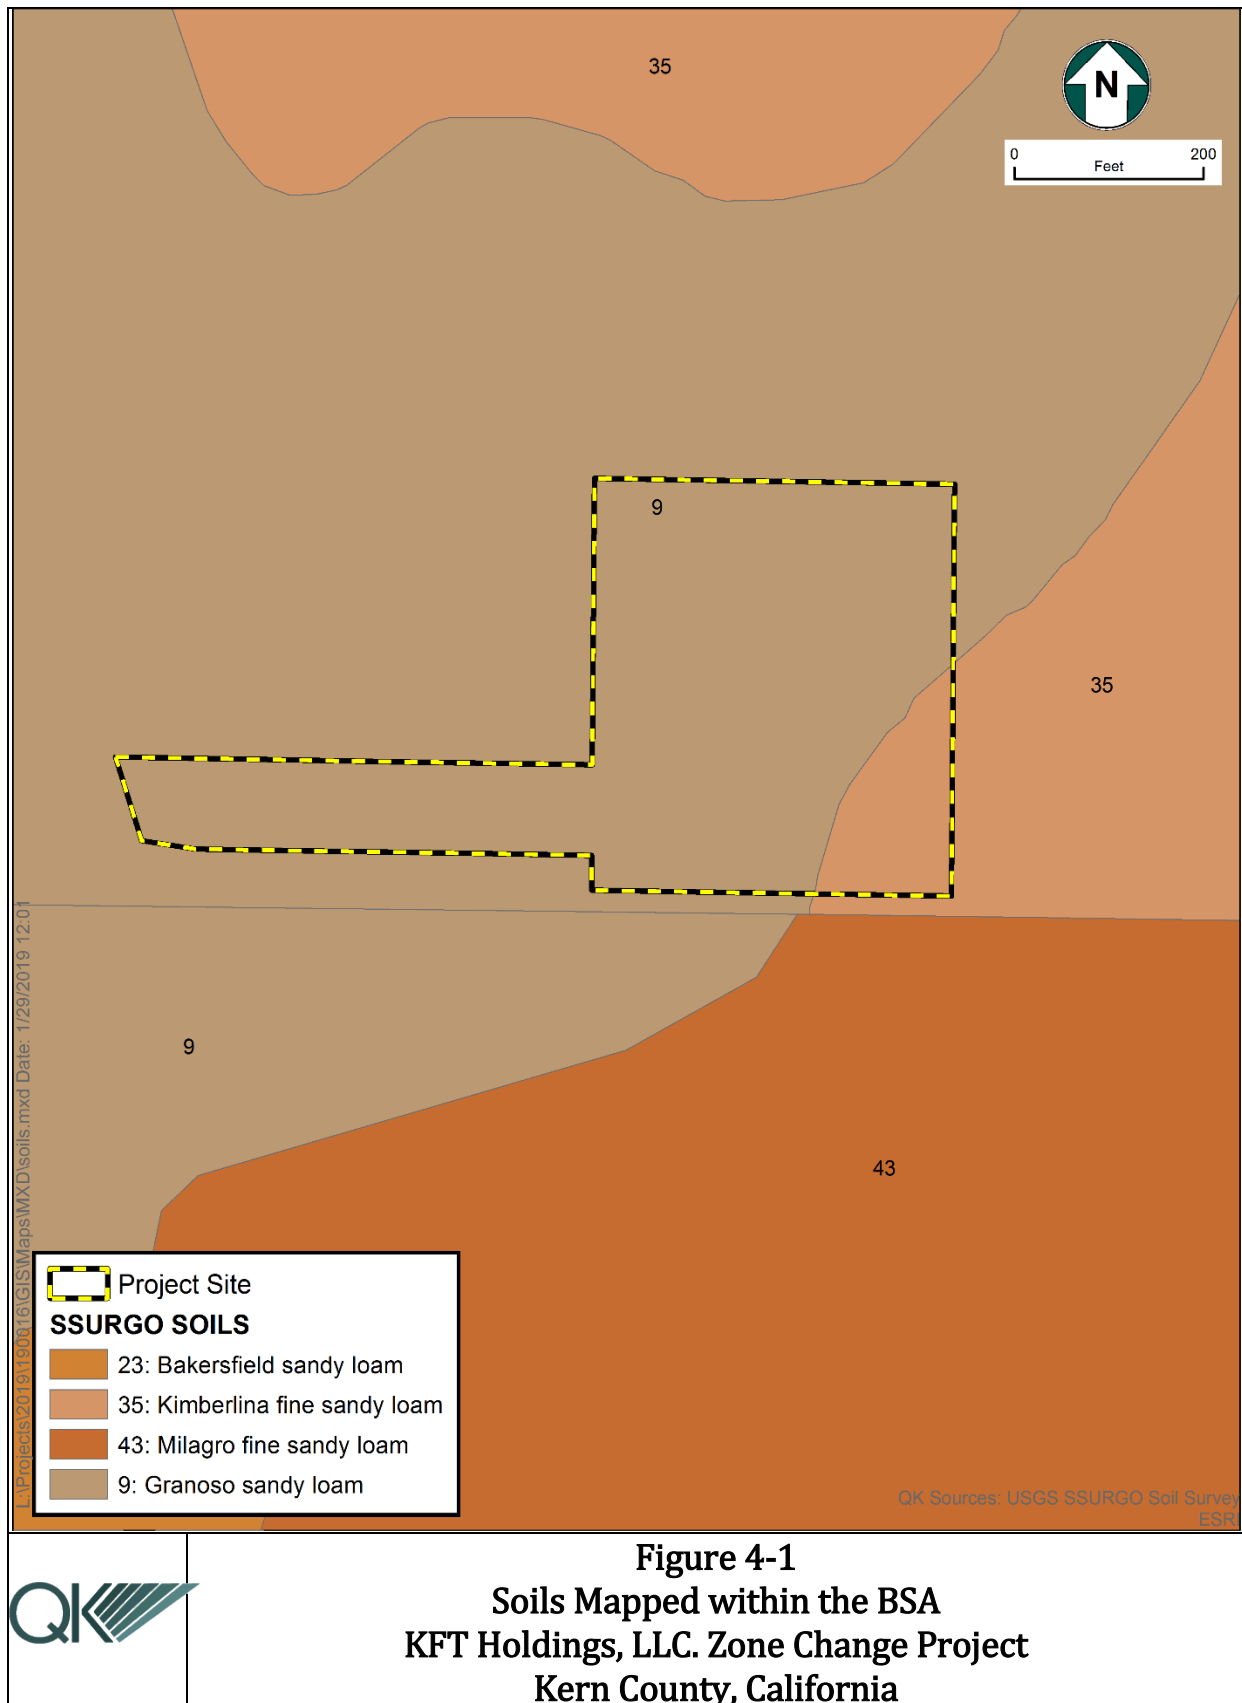 35
N
0 200
Feet
9
35
9
43
L:\Projects\2019\190016\GIS\Maps\MXD\soils.mxd Date: 1/29/2019 12:01
Project Site
SSURGO SOILS
23: Bakersfield sandy loam
35: Kimberlina fine sandy loam
43: Milagro fine sandy loam
9: Granoso sandy loam
QK Sources: USGS SSURGO Soil Survey
ESRI
QK
Figure 4-1
Soils Mapped within the BSA
KFT Holdings, LLC. Zone Change Project
Kern County, California